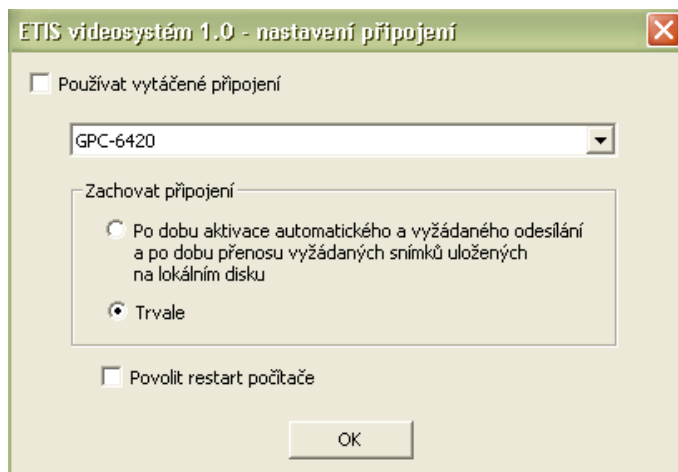 ETIS videosystém 1.0 - nastavení připojení
Používat vytáčené připojení
GPC-6420
Zachovat připojení
Po dobu aktivace automatického a vyžádaného odesílání
a po dobu přenosu vyžádaných snímků uložených
na lokálním disku
Trvale
Povolit restart počítače
OK